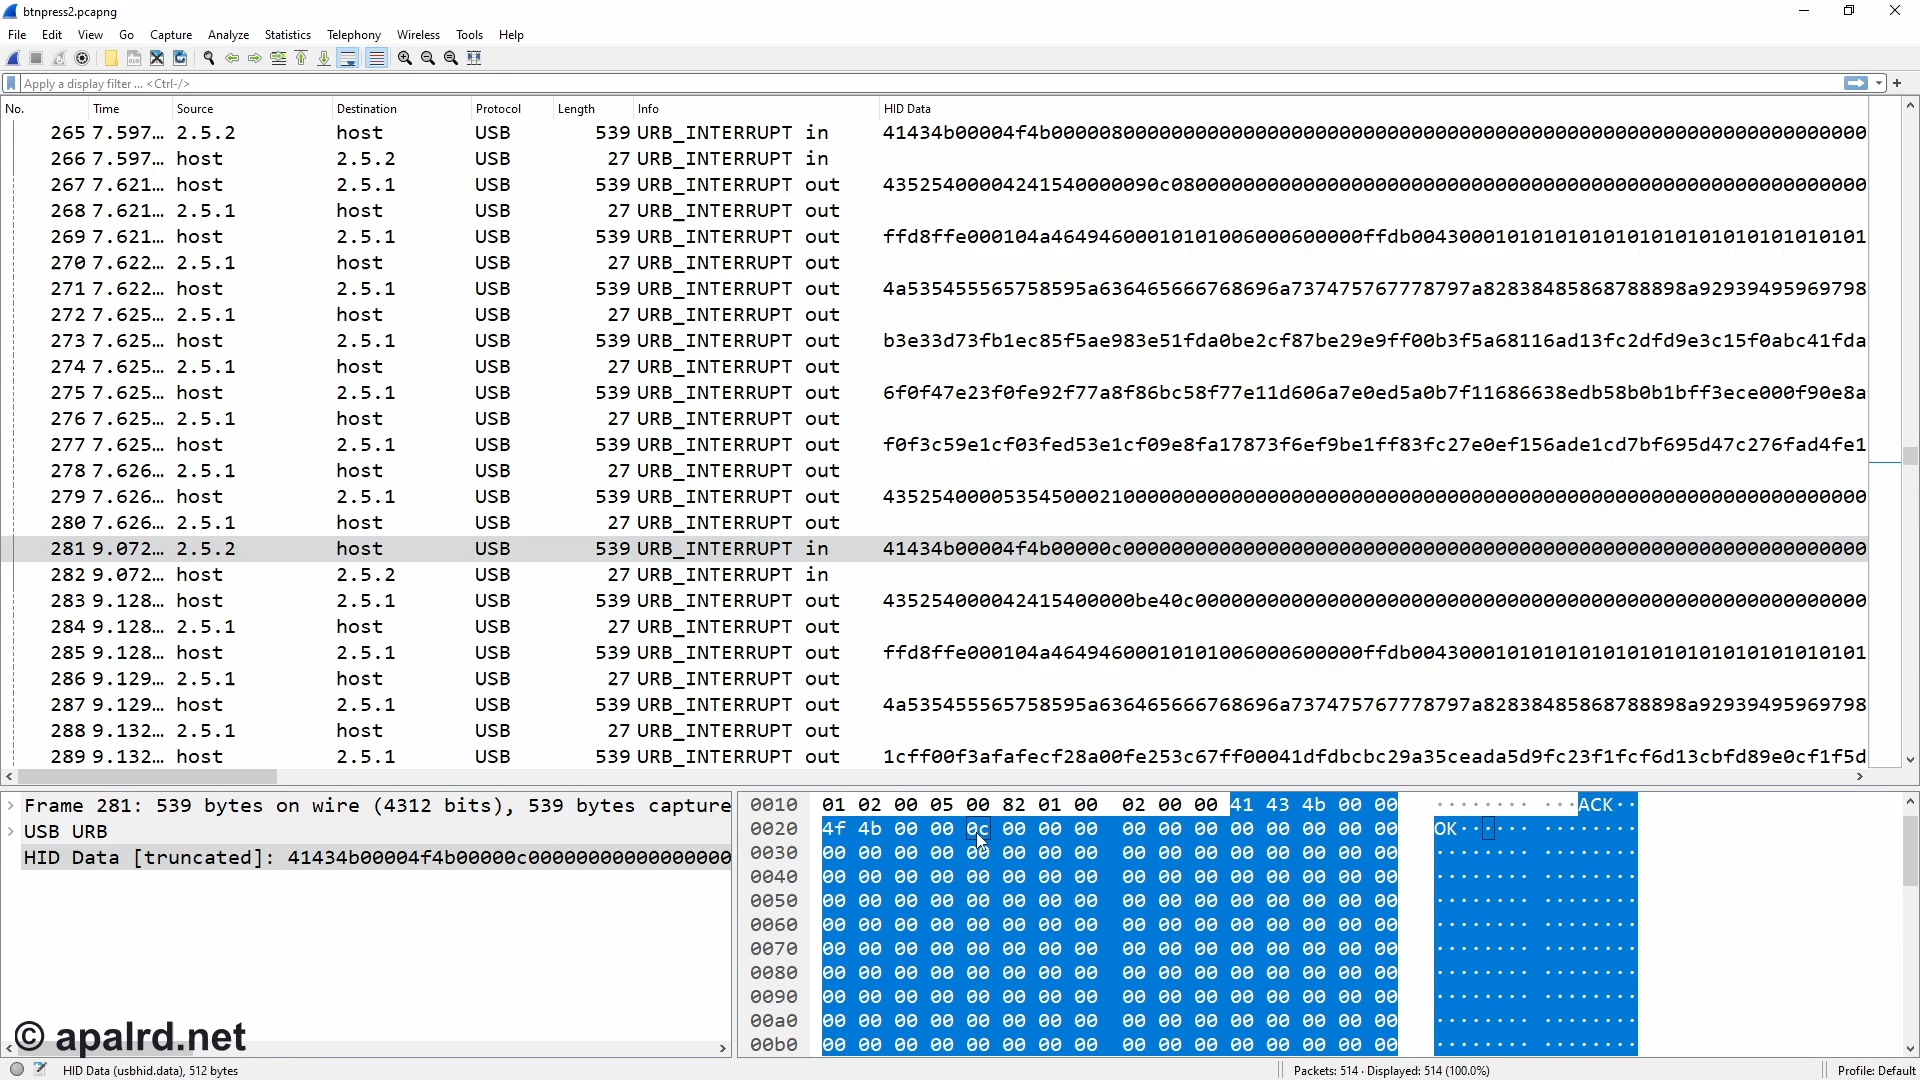 btnpress2.pcapng
File Edit View Go Capture Analyze Statistics Telephony Wireless Tools Help
Apply a display filter ... <Ctrl-/>
No. Time Source Destination Protocol Length Info HID Data
265 7.597… 2.5.2 host USB 539 URB_INTERRUPT in
266 7.597… host 2.5.2 USB 27 URB_INTERRUPT in
267 7.621… host 2.5.1 USB 539 URB_INTERRUPT out
268 7.621… 2.5.1 host USB 27 URB_INTERRUPT out
269 7.621… host 2.5.1 USB 539 URB_INTERRUPT out
270 7.622… 2.5.1 host USB 27 URB_INTERRUPT out
271 7.622… host 2.5.1 USB 539 URB_INTERRUPT out 4a535455565758595a636465666768696a737475767778797a82838485868788898a92939495969798
272 7.625… 2.5.1 host USB 27 URB_INTERRUPT out
273 7.625… host 2.5.1 USB 539 URB_INTERRUPT out b3e33d73fb1ec85f5ae983e51fda0be2cf87be29e9ff00b3f5a68116ad13fc2dfd9e3c15f0abc41fda
274 7.625… 2.5.1 host USB 27 URB_INTERRUPT out
275 7.625… host 2.5.1 USB 539 URB_INTERRUPT out 6f0f47e23f0fe92f77a8f86bc58f77e11d606a7e0ed5a0b7f11686638edb58b0b1bff3ece000f90e8a
276 7.625… 2.5.1 host USB 27 URB_INTERRUPT out
277 7.625… host 2.5.1 USB 539 URB_INTERRUPT out f0f3c59e1cf03fed53e1cf09e8fa17873f6ef9be1ff83fc27e0ef156ade1cd7bf695d47c276fad4fe1
278 7.626… 2.5.1 host USB 27 URB_INTERRUPT out
279 7.626… host 2.5.1 USB 539 URB_INTERRUPT out
280 7.626… 2.5.1 host USB 27 URB_INTERRUPT out
281 9.072… 2.5.2 host USB 539 URB_INTERRUPT in
282 9.072… host 2.5.2 USB 27 URB_INTERRUPT in
283 9.128… host 2.5.1 USB 539 URB_INTERRUPT out
284 9.128… 2.5.1 host USB 27 URB_INTERRUPT out
285 9.128… host 2.5.1 USB 539 URB_INTERRUPT out
286 9.129… 2.5.1 host USB 27 URB_INTERRUPT out
287 9.129… host 2.5.1 USB 539 URB_INTERRUPT out 4a535455565758595a636465666768696a737475767778797a82838485868788898a92939495969798
288 9.132… 2.5.1 host USB 27 URB_INTERRUPT out
289 9.132… host 2.5.1 USB 539 URB_INTERRUPT out 1cff00f3afafecf28a00fe253c67ff00041dfdbcbc29a35ceada5d9fc23f1fcf6d13cbfd89e0cf1f5d
Frame 281: 539 bytes on wire (4312 bits), 539 bytes capture
USB URB
HID Data [truncated]: 41434b00004f4b00000c00000000000000000
0010 01 02 00 05 00 82 01 00 02 00 00 41 43 4b 00 00 ········ ···ACK··
0020 4f 4b 00 00 0c 00 00 00 00 00 00 00 00 00 00 00 OK······ ········
0030 00 00 00 00 00 00 00 00 00 00 00 00 00 00 00 00 ········ ········
0040 00 00 00 00 00 00 00 00 00 00 00 00 00 00 00 00 ········ ········
0050 00 00 00 00 00 00 00 00 00 00 00 00 00 00 00 00 ········ ········
0060 00 00 00 00 00 00 00 00 00 00 00 00 00 00 00 00 ········ ········
0070 00 00 00 00 00 00 00 00 00 00 00 00 00 00 00 00 ········ ········
0080 00 00 00 00 00 00 00 00 00 00 00 00 00 00 00 00 ········ ········
0090 00 00 00 00 00 00 00 00 00 00 00 00 00 00 00 00 ········ ········
00a0 00 00 00 00 00 00 00 00 00 00 00 00 00 00 00 00 ········ ········
00b0 00 00 00 00 00 00 00 00 00 00 00 00 00 00 00 00 ········ ········
© apalrd.net
HID Data (usbhid.data), 512 bytes Packets: 514 · Displayed: 514 (100.0%) Profile: Default